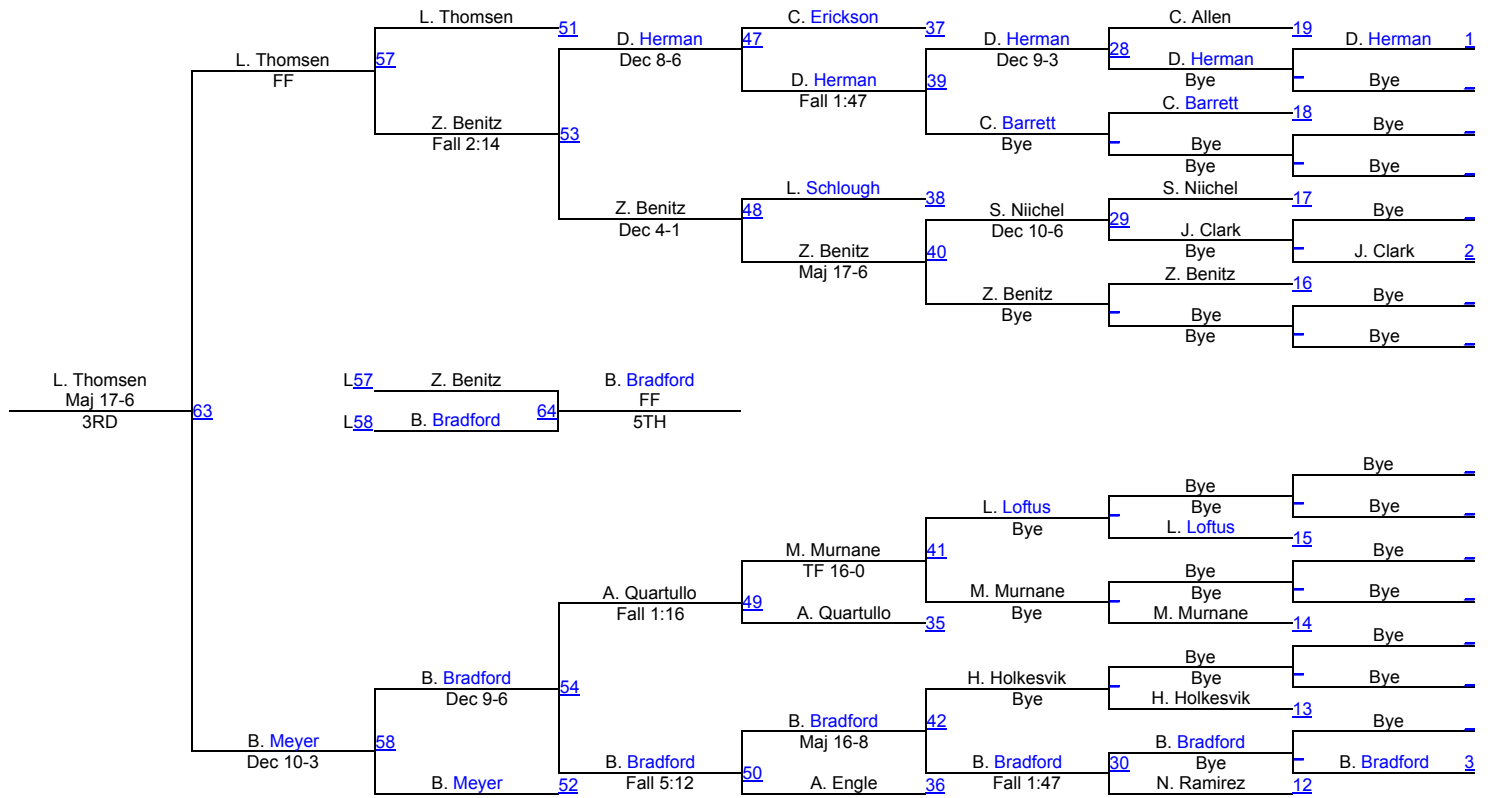 L. Thomsen 51
C. Erickson 37
C. Allen 19
D. Herman 1
D. Herman 47
Dec 8-6
D. Herman 28
Dec 9-3
L. Thomsen 57
FF
D. Herman
Bye
Bye
D. Herman 39
Fall 1:47
C. Barrett 18
Z. Benitz 53
Fall 2:14
C. Barrett
Bye
Bye
Bye
Bye
Bye
L. Schlough 38
S. Niichel 17
Z. Benitz 48
Dec 4-1
S. Niichel 29
Dec 10-6
Bye
J. Clark
Bye
J. Clark 2
Z. Benitz 40
Maj 17-6
Z. Benitz 16
Z. Benitz
Bye
Bye
Bye
Bye
Bye
L. Thomsen
Maj 17-6
3RD
63
L57 Z. Benitz
L58 B. Bradford
64
B. Bradford
FF
5TH
Bye
Bye
Bye
Bye
L. Loftus
Bye
L. Loftus 15
M. Murnane 41
TF 16-0
Bye
Bye
Bye
Bye
A. Quartullo 49
Fall 1:16
M. Murnane
Bye
M. Murnane 14
A. Quartullo 35
Bye
Bye
Bye
Bye
B. Bradford 54
Dec 9-6
H. Holkesvik
Bye
H. Holkesvik 13
B. Bradford 42
Maj 16-8
Bye
B. Meyer 58
Dec 10-3
B. Bradford
Bye
B. Bradford 3
B. Bradford 50
Fall 5:12
B. Bradford 30
Fall 1:47
B. Meyer 52
A. Engle 36
N. Ramirez 12